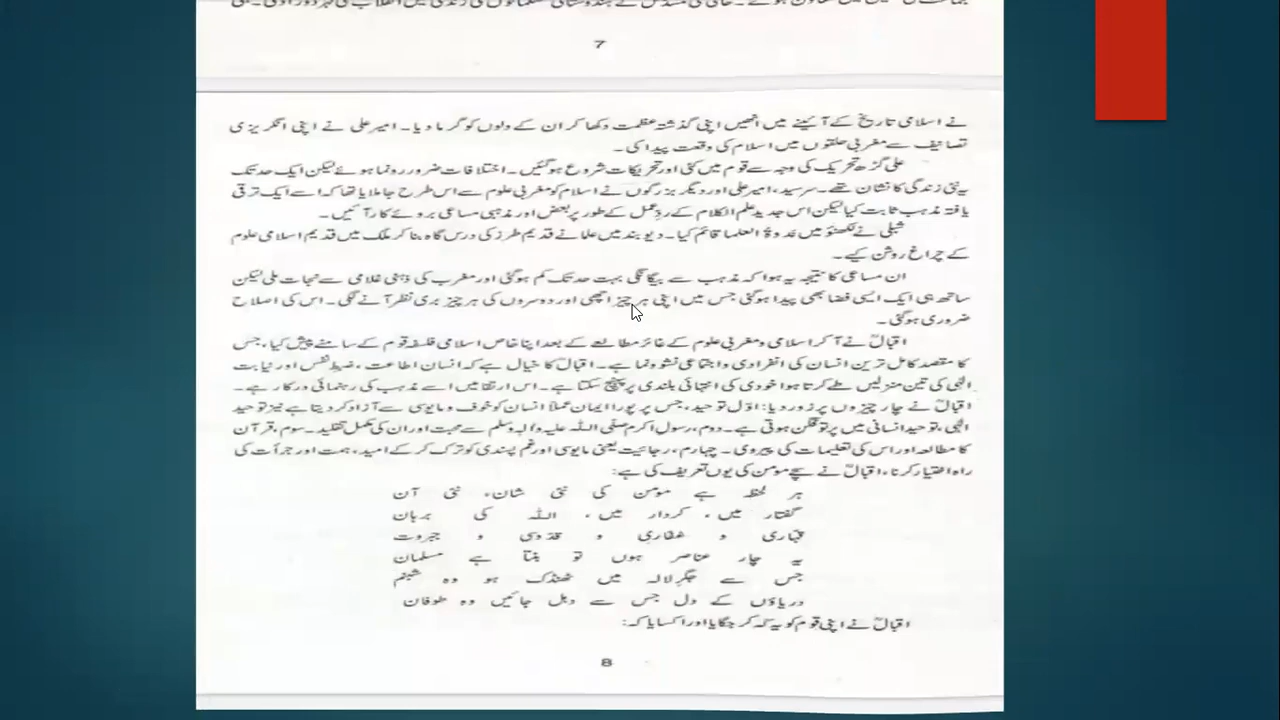 7
نے اسلامی تاریخ کے آئینے میں انھیں اپنی گذشتہ عظمت دکھا کر ان کے دلوں کو گرما دیا۔ امیر علی نے اپنی انگریزی
تصانیف سے مغربی حلقوں میں اسلام کی وقعت پیدا کی۔
علی گڑھ تحریک کی وجہ سے قوم میں کئی اور تحریکات شروع ہوگئیں۔ اختلافات ضرور رونما ہوئے لیکن ایک حد تک
یہ نئی زندگی کا نشان تھے۔ سرسید، امیر علی اور دیگر بزرگوں نے اسلام کو مغربی علوم سے اس طرح جا ملایا تھا کہ اسے ایک ترقی
یافتہ مذہب ثابت کیا لیکن اس جدید علم الکلام کے ردِ عمل کے طور پر بعض اور مذہبی مساعی بروئے کار آئیں۔
شبلی نے لکھنؤ میں ندوۃ العلما قائم کیا۔ دیوبند میں علما نے قدیم طرز کی درس گاہ بنا کر ملک میں قدیم اسلامی علوم
کے چراغ روشن کیے۔
ان مساعی کا نتیجہ یہ ہوا کہ مذہب سے بیگانگی بہت حد تک کم ہوگئی اور مغرب کی ذہنی غلامی سے نجات ملی لیکن
ساتھ ہی ایک ایسی فضا بھی پیدا ہوگئی جس میں اپنی ہر چیز اچھی اور دوسروں کی ہر چیز بری نظر آنے لگی۔ اس کی اصلاح
ضروری ہوگئی۔
اقبالؒ نے آ کر اسلامی و مغربی علوم کے غائر مطالعے کے بعد اپنا خاص اسلامی فلسفہ قوم کے سامنے پیش کیا، جس
کا مقصد کامل ترین انسان کی انفرادی و اجتماعی نشوونما ہے۔ اقبالؒ کا خیال ہے کہ انسان اطاعت، ضبطِ نفس اور نیابت
الٰہی کی تین منزلیں طے کرتا ہوا خودی کی انتہائی بلندی پر پہنچ سکتا ہے۔ اس ارتقا میں اسے مذہب کی رہنمائی درکار ہے۔
اقبالؒ نے چار چیزوں پر زور دیا: اوّل توحید، جس پر پورا ایمان عملاً انسان کو خوف و مایوسی سے آزاد کر دیتا ہے نیز توحید
الٰہی، توحید انسانی میں پرتو فگن ہوتی ہے۔ دوم، رسول اکرم صلی اللہ علیہ والہٖ وسلم سے محبت اور ان کی مکمل تقلید۔ سوم، قرآن
کا مطالعہ اور اس کی تعلیمات کی پیروی۔ چہارم، رجائیت یعنی مایوسی اور غم پسندی کو ترک کر کے امید، ہمت اور جرأت کی
راہ اختیار کرنا، اقبالؒ نے سچے مومن کی یوں تعریف کی ہے:
ہر لحظہ ہے مومن کی نئی شان، نئی آن
گفتار میں، کردار میں، اللہ کی برہان
قہاری و غفاری و قدوسی و جبروت
یہ چار عناصر ہوں تو بنتا ہے مسلمان
جس سے جگرِ لالہ میں ٹھنڈک ہو وہ شبنم
دریاؤں کے دل جس سے دہل جائیں وہ طوفان
اقبالؒ نے اپنی قوم کو یہ کہہ کر جگایا اور اکسایا کہ:
8